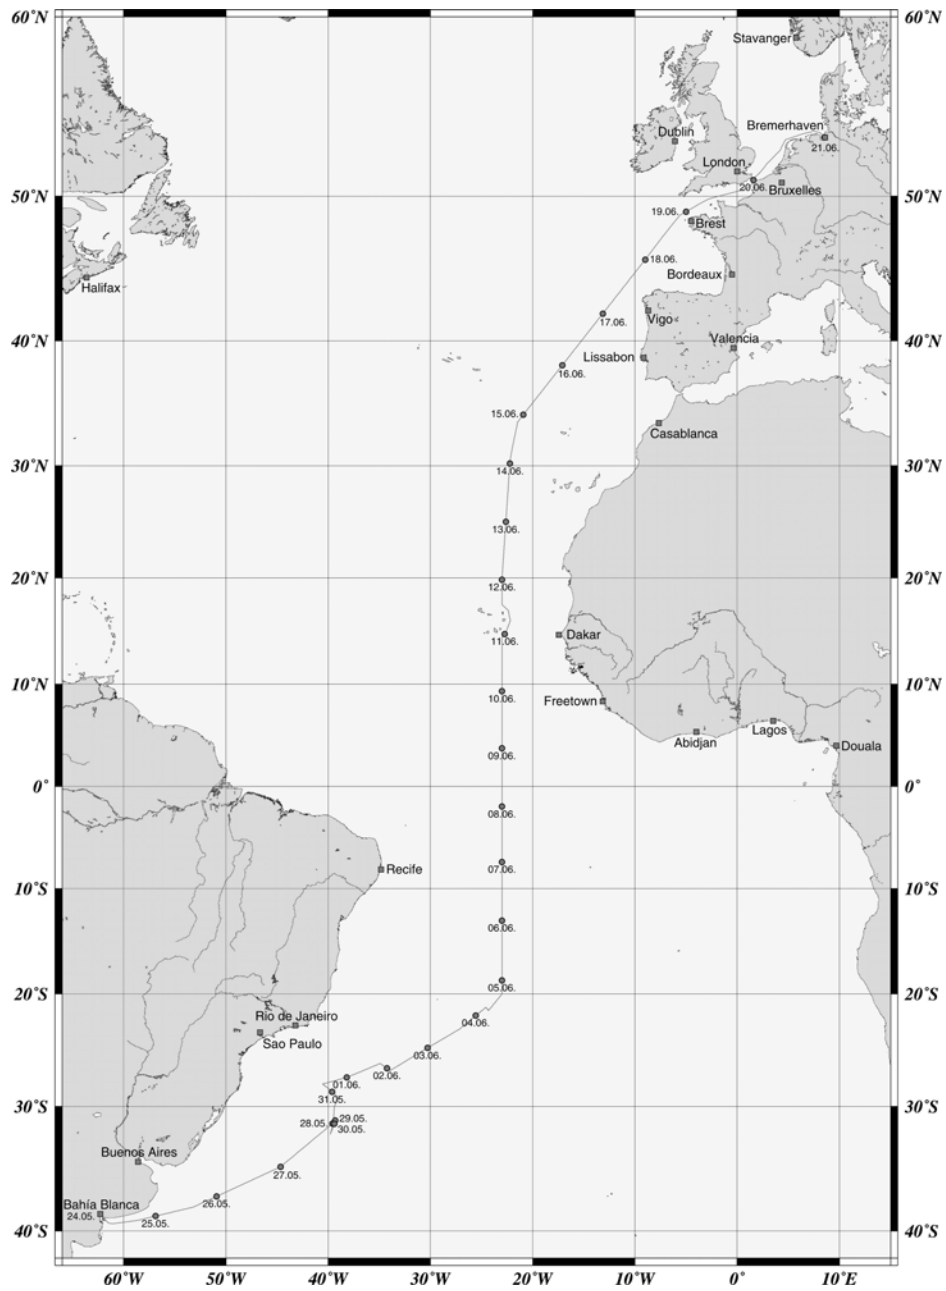 60°N
60°N
Stavanger
Bremerhaven
Dublin
21.06.
London
20.06.
Bruxelles
50°N
50°N
19.06.
Brest
18.06.
Bordeaux
Halifax
17.06.
Vigo
Valencia
40°N
40°N
Lissabon
16.06.
15.06.
Casablanca
30°N
30°N
14.06.
13.06.
20°N
20°N
12.06.
11.06.
Dakar
10°N
10°N
10.06.
Freetown
Lagos
Abidjan
Douala
09.06.
0°
0°
08.06.
Recife
07.06.
10°S
10°S
06.06.
05.06.
20°S
20°S
Rio de Janeiro
04.06.
Sao Paulo
03.06.
02.06.
01.06.
31.05.
30°S
30°S
29.05.
28.05.
30.05.
Buenos Aires
27.05.
26.05.
Bahía Blanca
24.05.
25.05.
40°S
40°S
60°W 50°W 40°W 30°W 20°W 10°W 0° 10°E